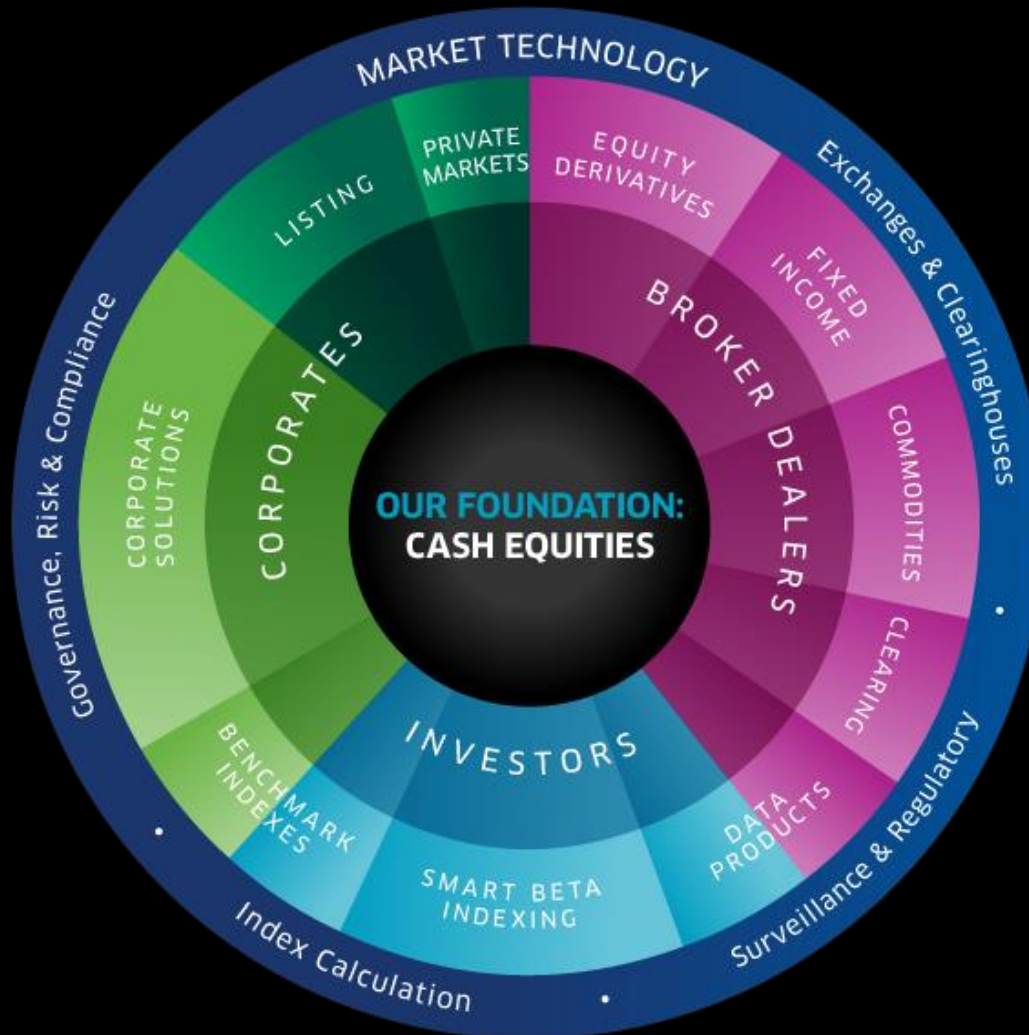 MARKET TECHNOLOGY
Exchanges & Clearinghouses
•
Surveillance & Regulatory
•
Index Calculation
•
Governance, Risk & Compliance
PRIVATE
MARKETS
EQUITY
DERIVATIVES
FIXED
INCOME
COMMODITIES
CLEARING
DATA
PRODUCTS
SMART BETA
INDEXING
BENCHMARK
INDEXES
CORPORATE
SOLUTIONS
LISTING
CORPORATES
BROKER DEALERS
INVESTORS
OUR FOUNDATION:
CASH EQUITIES